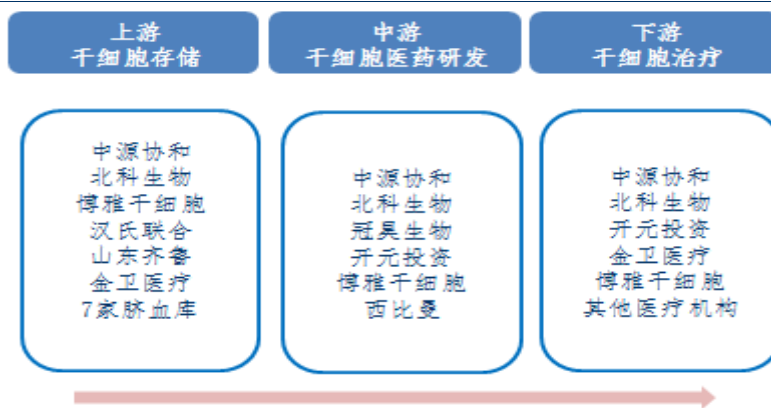 上游
干细胞存储
中源协和
北科生物
博雅干细胞
汉氏联合
山东齐鲁
金卫医疗
7家脐血库
中游
干细胞医药研发
中源协和
北科生物
冠昊生物
开元投资
博雅干细胞
西比曼
下游
干细胞治疗
中源协和
北科生物
开元投资
金卫医疗
博雅干细胞
其他医疗机构